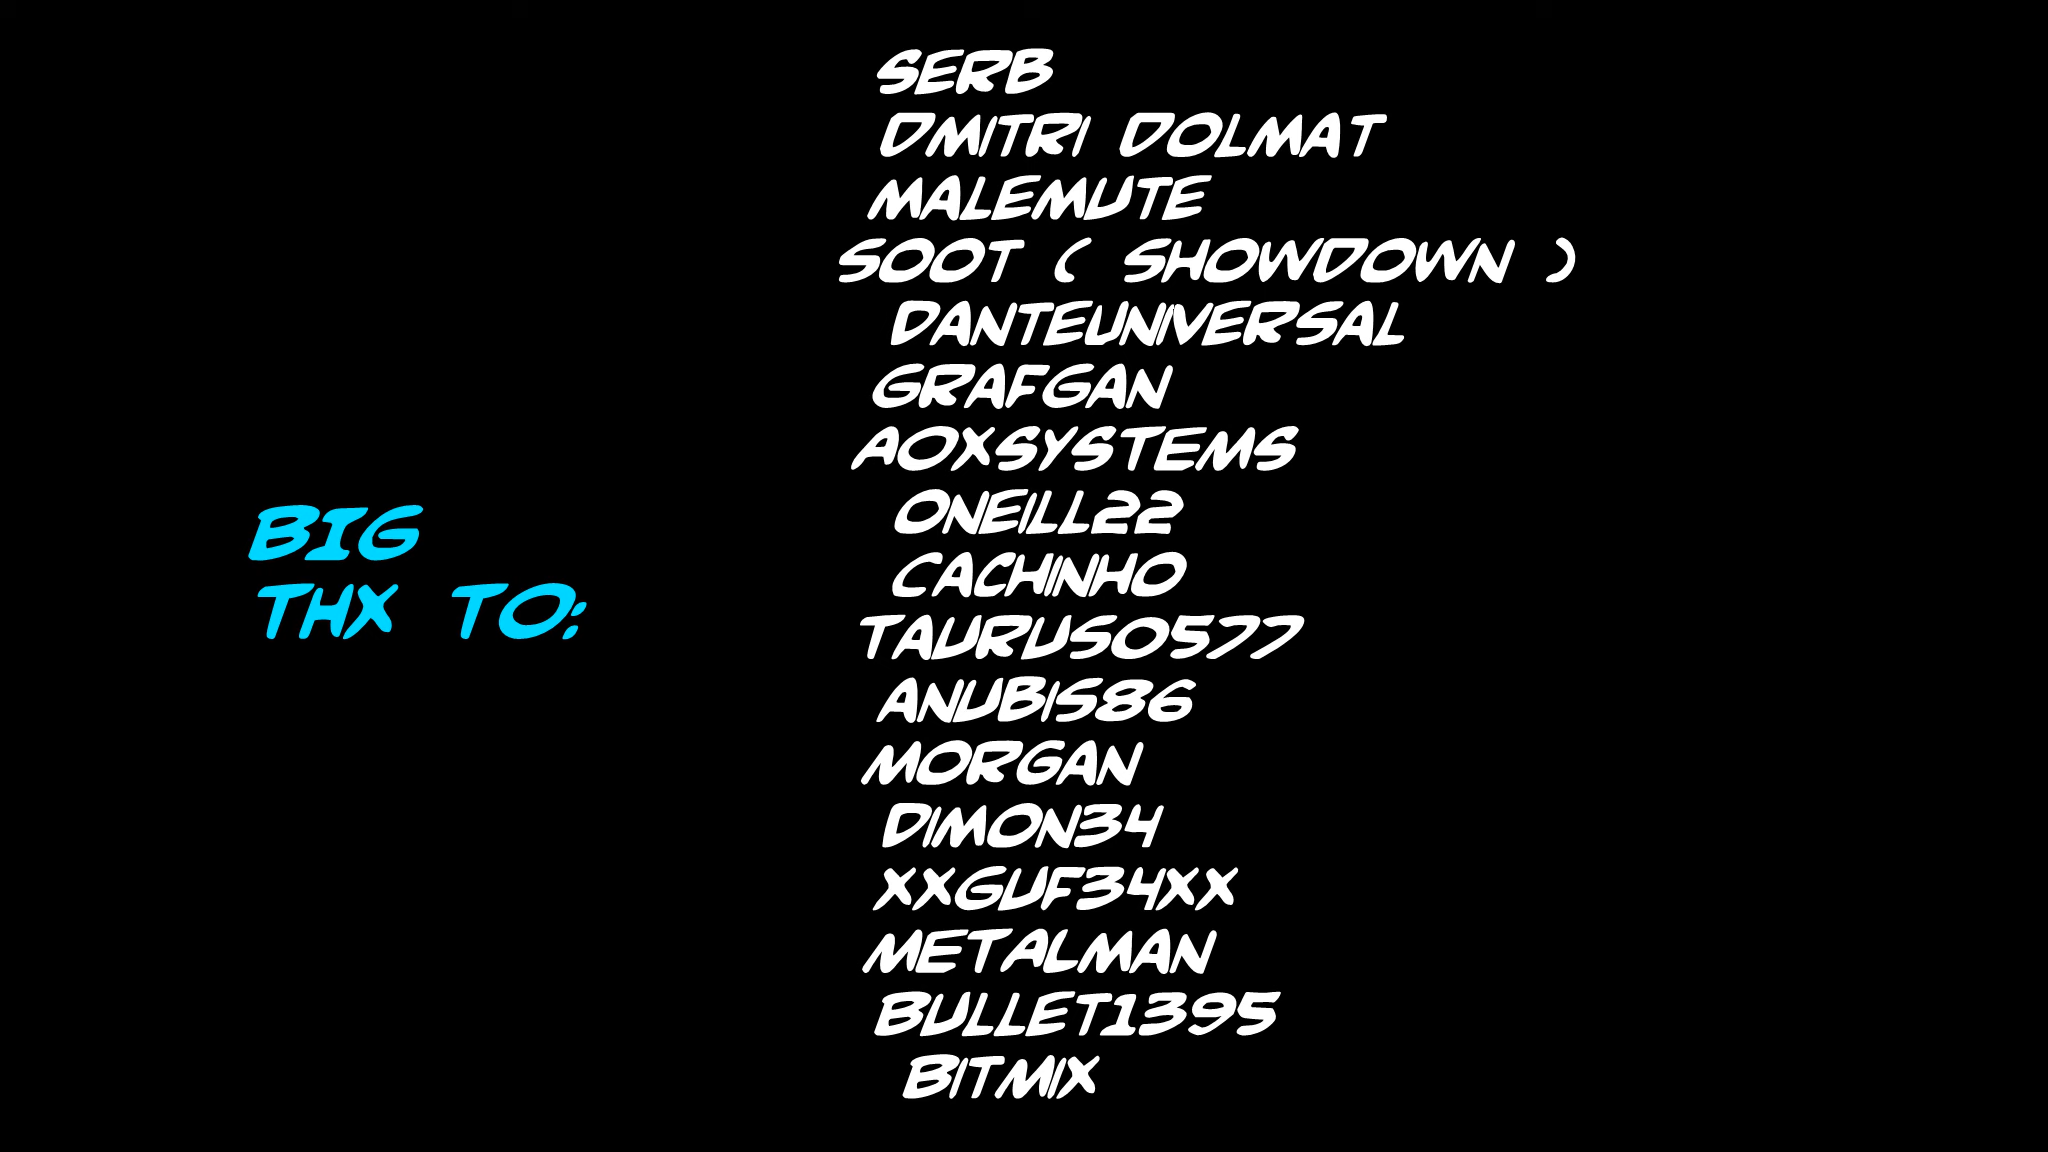 BIG
THX TO:
SERB
DMITRI DOLMAT
MALEMUTE
SOOT ( SHOWDOWN )
DANTEUNIVERSAL
GRAFGAN
AOXSYSTEMS
ONEILL22
CACHINHO
TAURUS0577
ANUBIS86
MORGAN
DIMON34
XXGUF34XX
METALMAN
BULLET1395
BITMIX